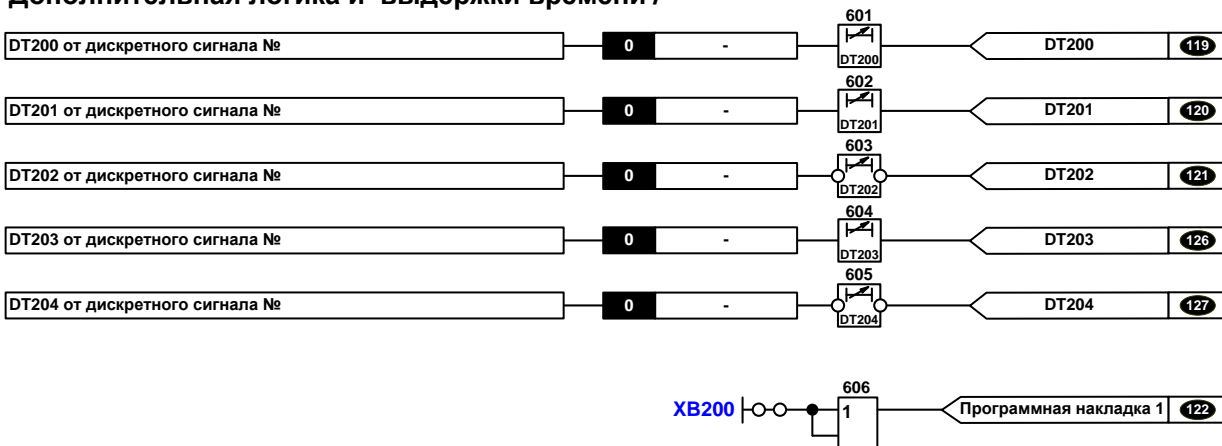 Дополнительная логика и выдержки времени /
601
DT200 от дискретного сигнала № 0 - DT200 DT200 119
602
DT201 от дискретного сигнала № 0 - DT201 DT201 120
603
DT202 от дискретного сигнала № 0 - DT202 DT202 121
604
DT203 от дискретного сигнала № 0 - DT203 DT203 126
605
DT204 от дискретного сигнала № 0 - DT204 DT204 127
606
XB200 1 Программная накладка 1 122